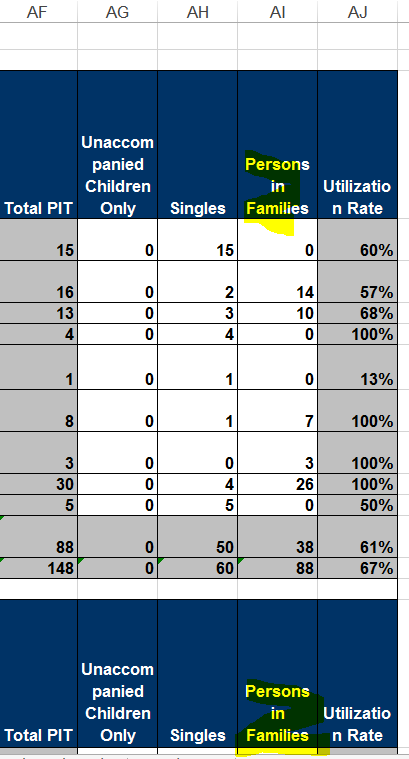 AF AG AH AI AJ
Total PIT Unaccom panied Children Only Singles Persons in Families Utilizatio n Rate
15 0 15 0 60%
16 0 2 14 57%
13 0 3 10 68%
4 0 4 0 100%
1 0 1 0 13%
8 0 1 7 100%
3 0 0 3 100%
30 0 4 26 100%
5 0 5 0 50%
88 0 50 38 61%
148 0 60 88 67%
Total PIT Unaccom panied Children Only Singles Persons in Families Utilizatio n Rate